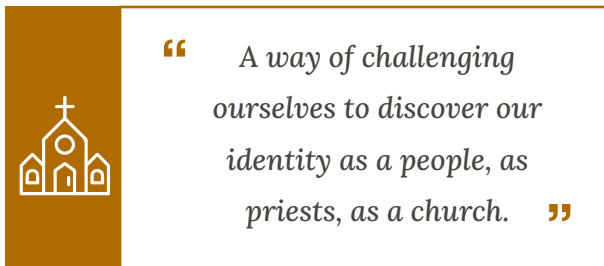 “ A way of challenging
ourselves to discover our
identity as a people, as
priests, as a church. ”